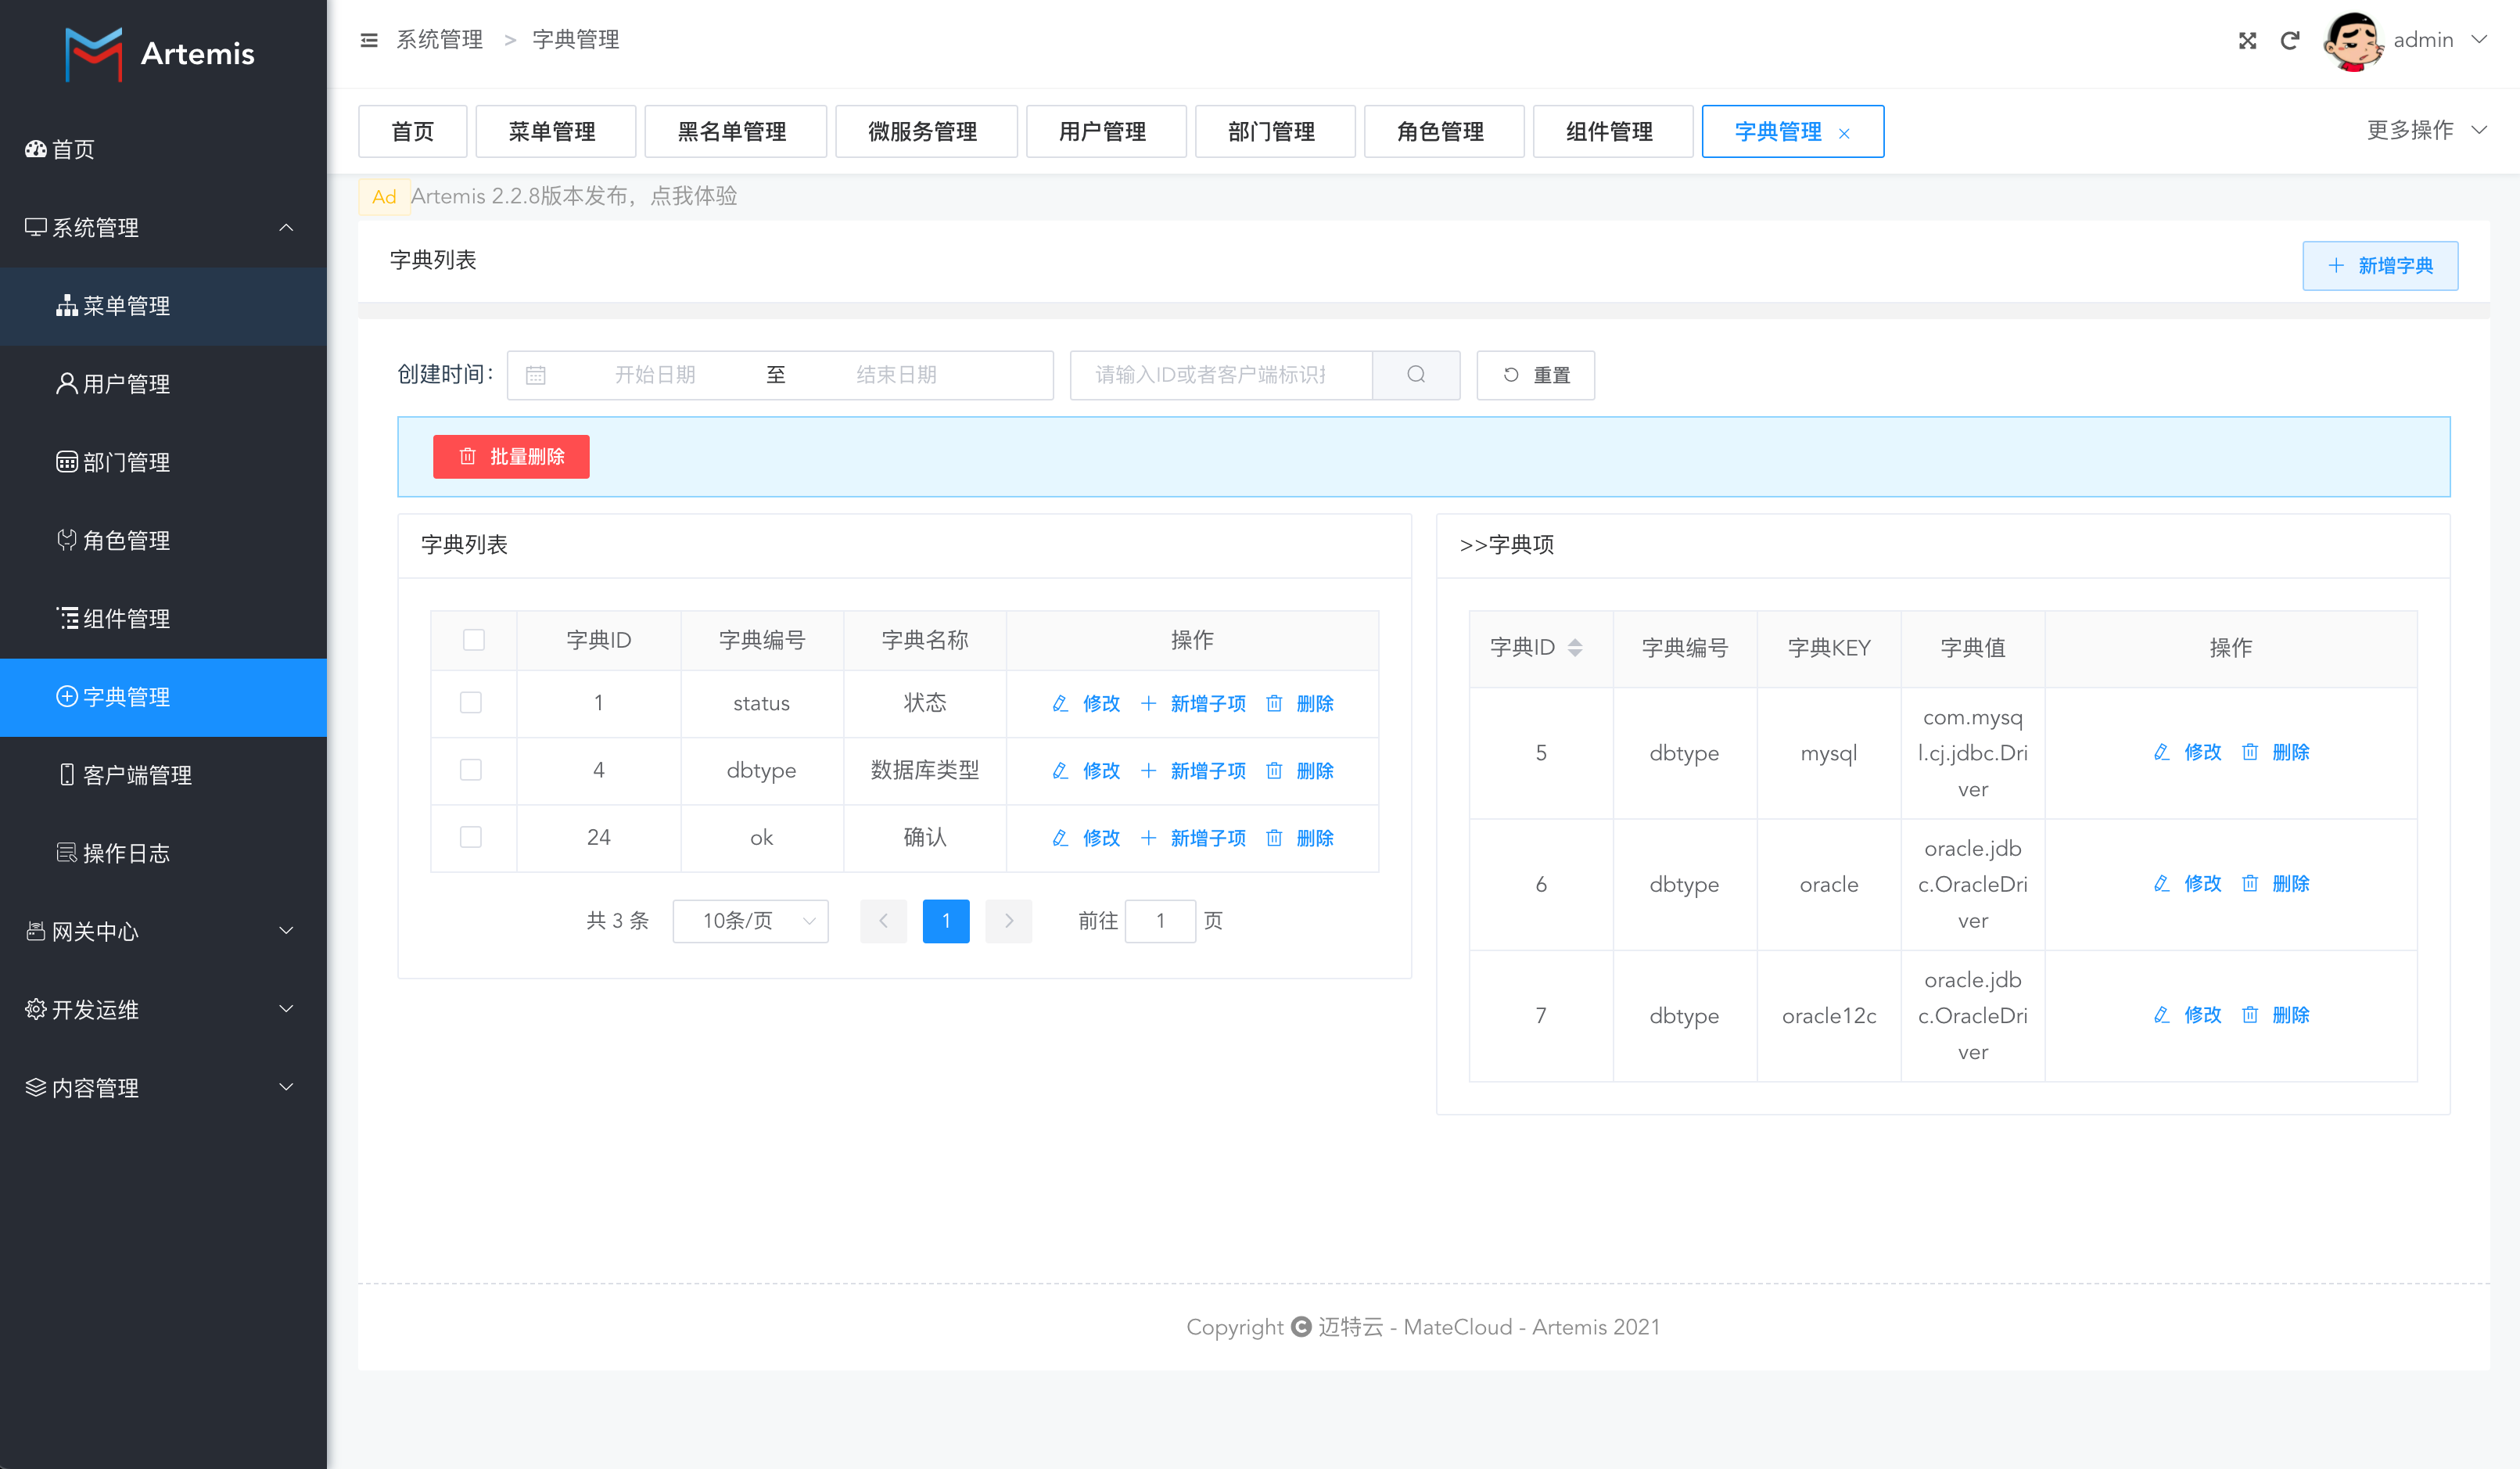 Artemis
首页
系统管理
菜单管理
用户管理
部门管理
角色管理
组件管理
字典管理
客户端管理
操作日志
网关中心
开发运维
内容管理
系统管理 > 字典管理
admin
首页 菜单管理 黑名单管理 微服务管理 用户管理 部门管理 角色管理 组件管理 字典管理
更多操作
Ad Artemis 2.2.8版本发布，点我体验
字典列表
新增字典
创建时间: 开始日期 至 结束日期 请输入ID或者客户端标识 重置
批量删除
字典列表
字典ID 字典编号 字典名称 操作
1 status 状态 修改 新增子项 删除
4 dbtype 数据库类型 修改 新增子项 删除
24 ok 确认 修改 新增子项 删除
共 3 条 10条/页 1 前往 1 页
>>字典项
字典ID 字典编号 字典KEY 字典值 操作
com.mysq
5 dbtype mysql l.cj.jdbc.Dri 修改 删除
ver
oracle.jdb
6 dbtype oracle c.OracleDri 修改 删除
ver
oracle.jdb
7 dbtype oracle12c c.OracleDri 修改 删除
ver
Copyright 迈特云 - MateCloud - Artemis 2021